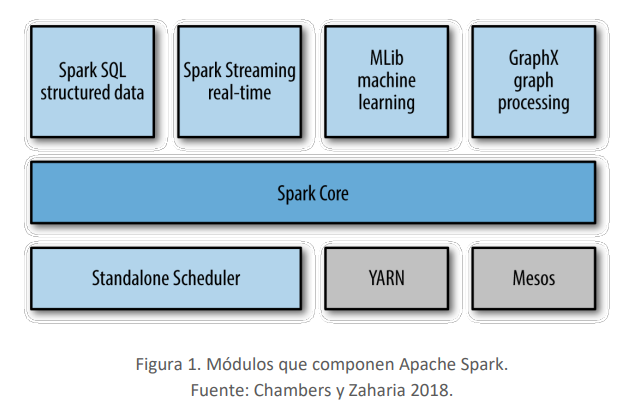 Spark SQL
structured data
Spark Streaming
real-time
MLib
machine
learning
GraphX
graph
processing
Spark Core
Standalone Scheduler
YARN
Mesos
Figura 1. Módulos que componen Apache Spark.
Fuente: Chambers y Zaharia 2018.